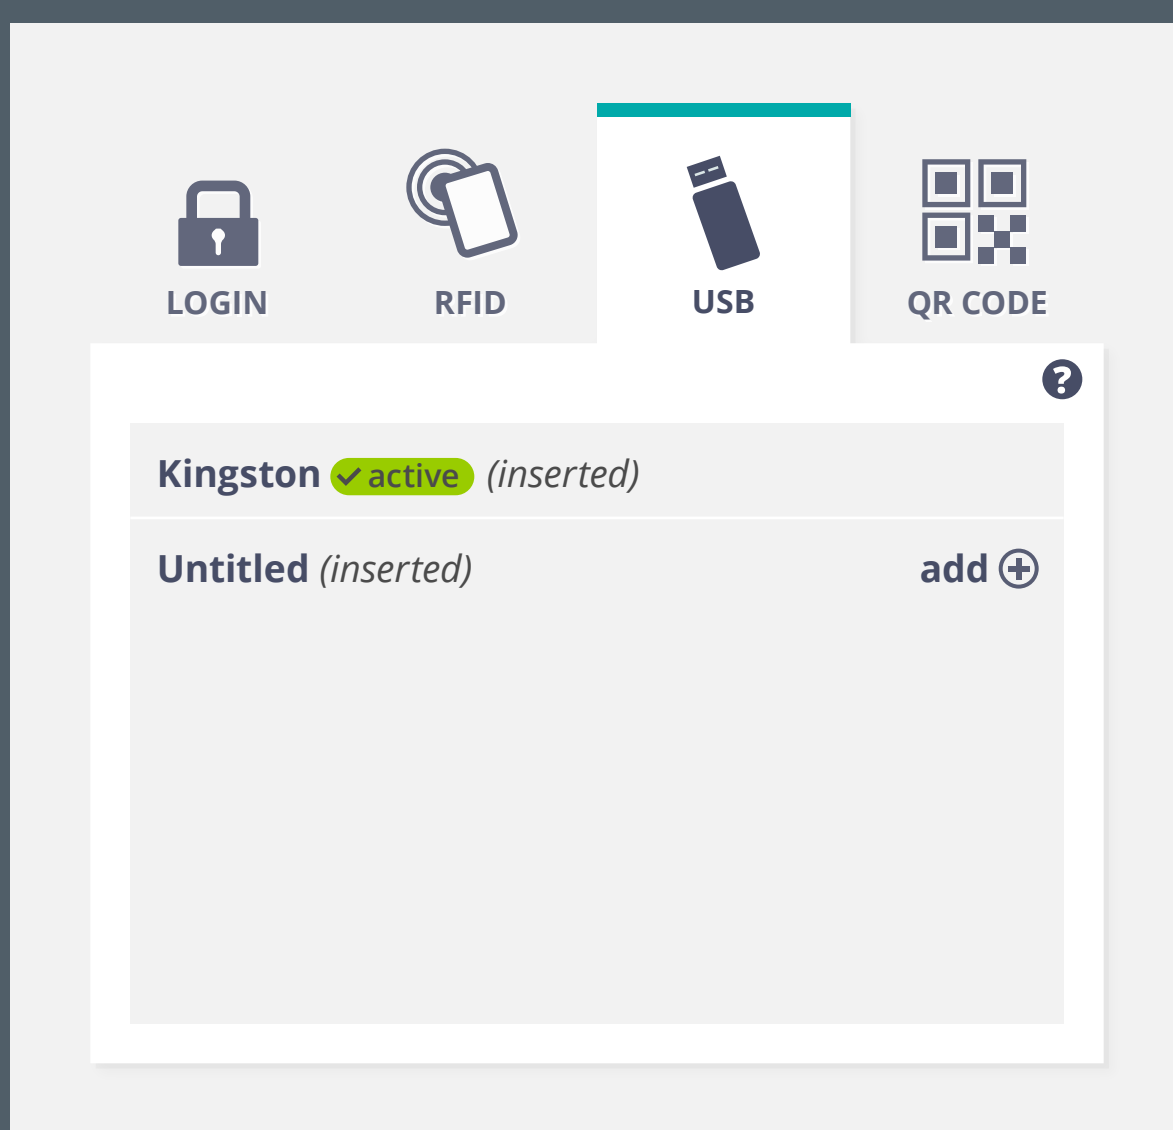 LOGIN
RFID
USB
QR CODE
?
Kingston active (inserted)
Untitled (inserted) add